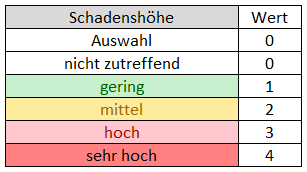 Schadenshöhe Wert
Auswahl 0
nicht zutreffend 0
gering 1
mittel 2
hoch 3
sehr hoch 4